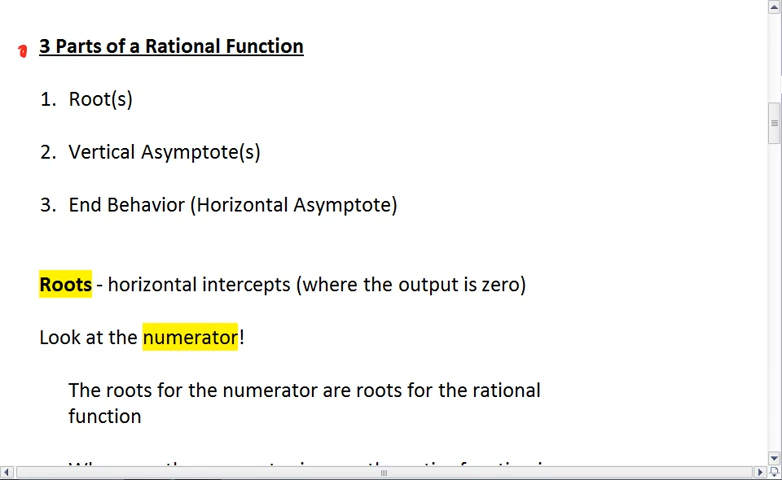 3 Parts of a Rational Function
1. Root(s)
2. Vertical Asymptote(s)
3. End Behavior (Horizontal Asymptote)
Roots - horizontal intercepts (where the output is zero)
Look at the numerator!
The roots for the numerator are roots for the rational
function